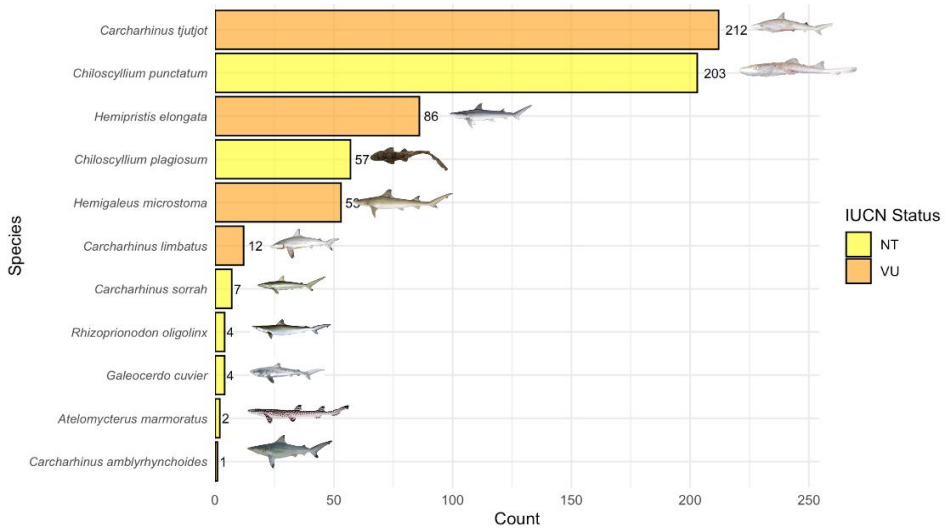 Carcharhinus tjutjot
212
Chiloscyllium punctatum
203
Hemipristis elongata
86
Chiloscyllium plagiosum
57
Hemigaleus microstoma
53
Carcharhinus limbatus
12
Carcharhinus sorrah
7
Rhizoprionodon oligolinx
4
Galeocerdo cuvier
4
Atelomycterus marmoratus
2
Carcharhinus amblyrhynchoides
1
0 50 100 150 200 250
Count
Species
IUCN Status
NT
VU